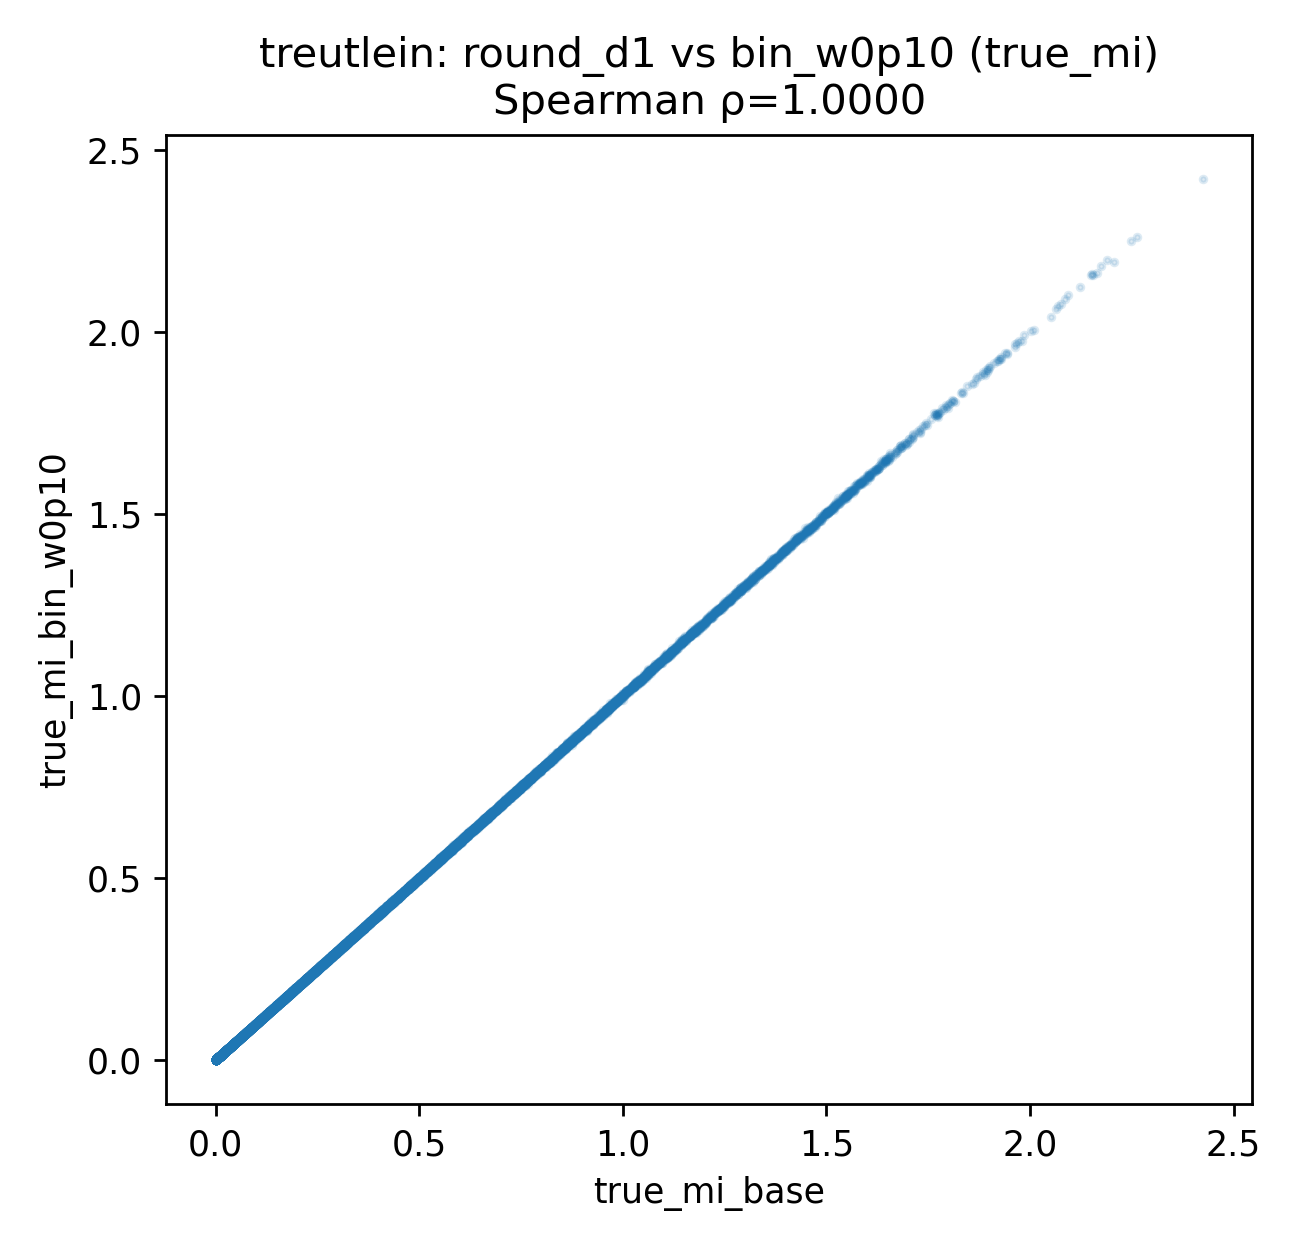 treutlein: round_d1 vs bin_w0p10 (true_mi)
Spearman ρ=1.0000
true_mi_bin_w0p10
2.5
2.0
1.5
1.0
0.5
0.0
0.0 0.5 1.0 1.5 2.0 2.5
true_mi_base